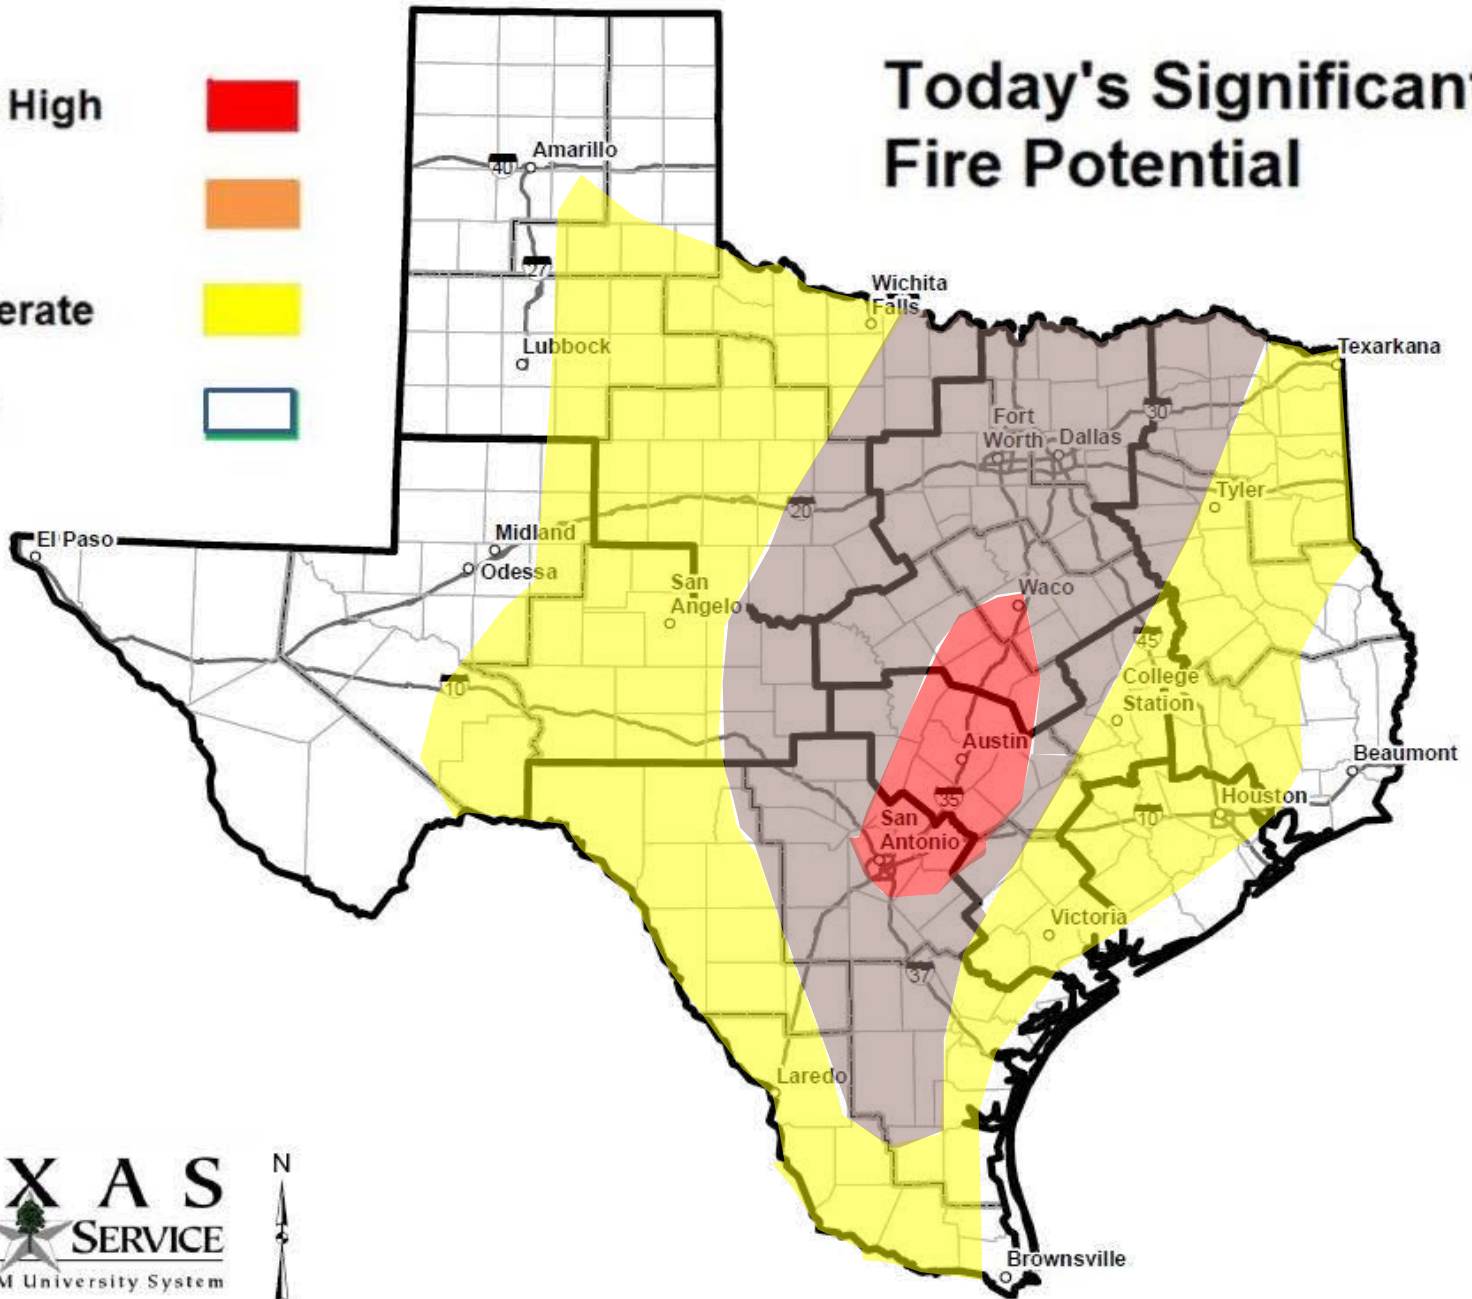 Today's Significant
Fire Potential
High
erate
Amarillo
40
27
Lubbock
Wichita
Falls
Texarkana
30
Fort
Worth
Dallas
Tyler
20
El Paso
Midland
Odessa
San
Angelo
Waco
45
College
Station
10
Austin
Beaumont
35
Houston
10
San
Antonio
Victoria
37
Laredo
Brownsville
X A S
SERVICE
M University System
N